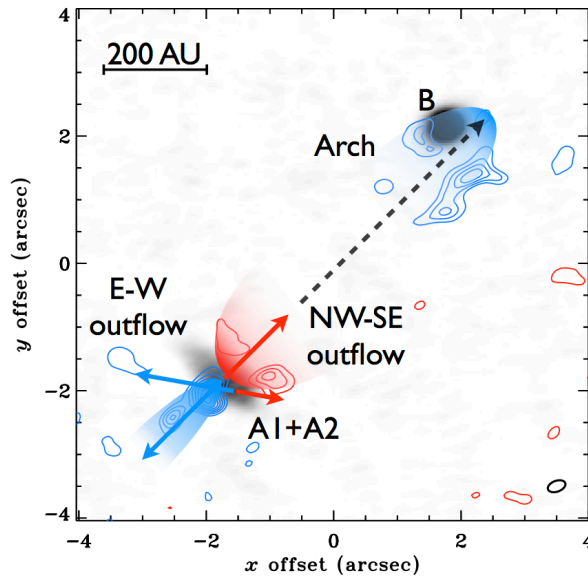 4
200 AU
B
2
Arch
0
E-W
outflow
NW-SE
outflow
−2
A1+A2
−4
−4
−2
0
2
4
x offset (arcsec)
y offset (arcsec)